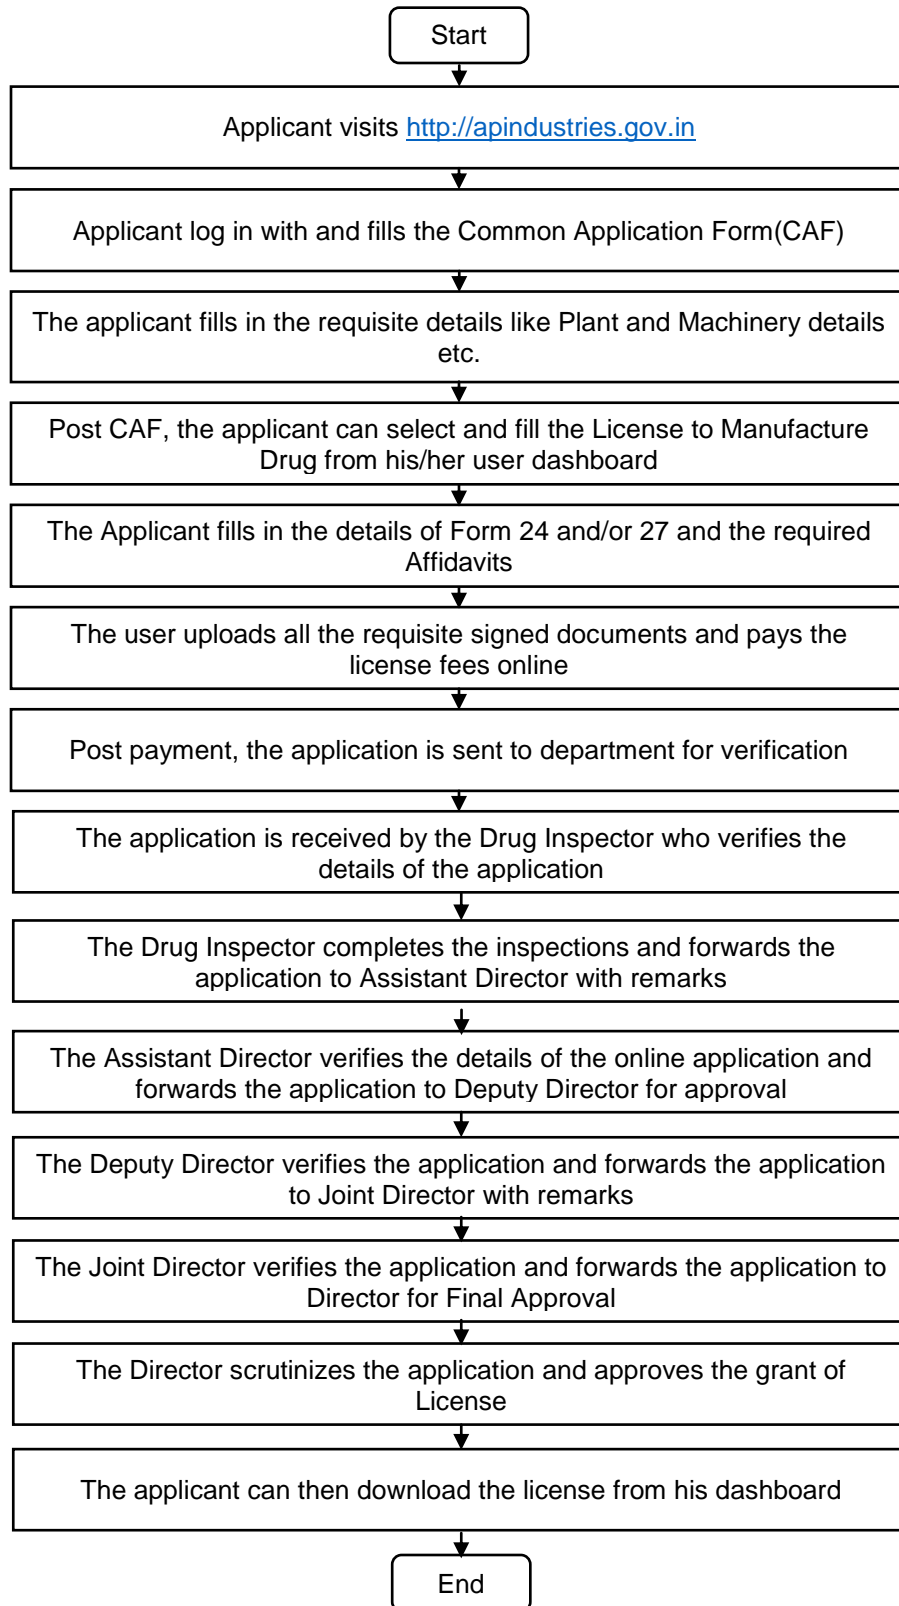 Start
Applicant visits http://apindustries.gov.in
Applicant log in with and fills the Common Application Form(CAF)
The applicant fills in the requisite details like Plant and Machinery details
etc.
Post CAF, the applicant can select and fill the License to Manufacture
Drug from his/her user dashboard
The Applicant fills in the details of Form 24 and/or 27 and the required
Affidavits
The user uploads all the requisite signed documents and pays the
license fees online
Post payment, the application is sent to department for verification
The application is received by the Drug Inspector who verifies the
details of the application
The Drug Inspector completes the inspections and forwards the
application to Assistant Director with remarks
The Assistant Director verifies the details of the online application and
forwards the application to Deputy Director for approval
The Deputy Director verifies the application and forwards the application
to Joint Director with remarks
The Joint Director verifies the application and forwards the application to
Director for Final Approval
The Director scrutinizes the application and approves the grant of
License
The applicant can then download the license from his dashboard
End